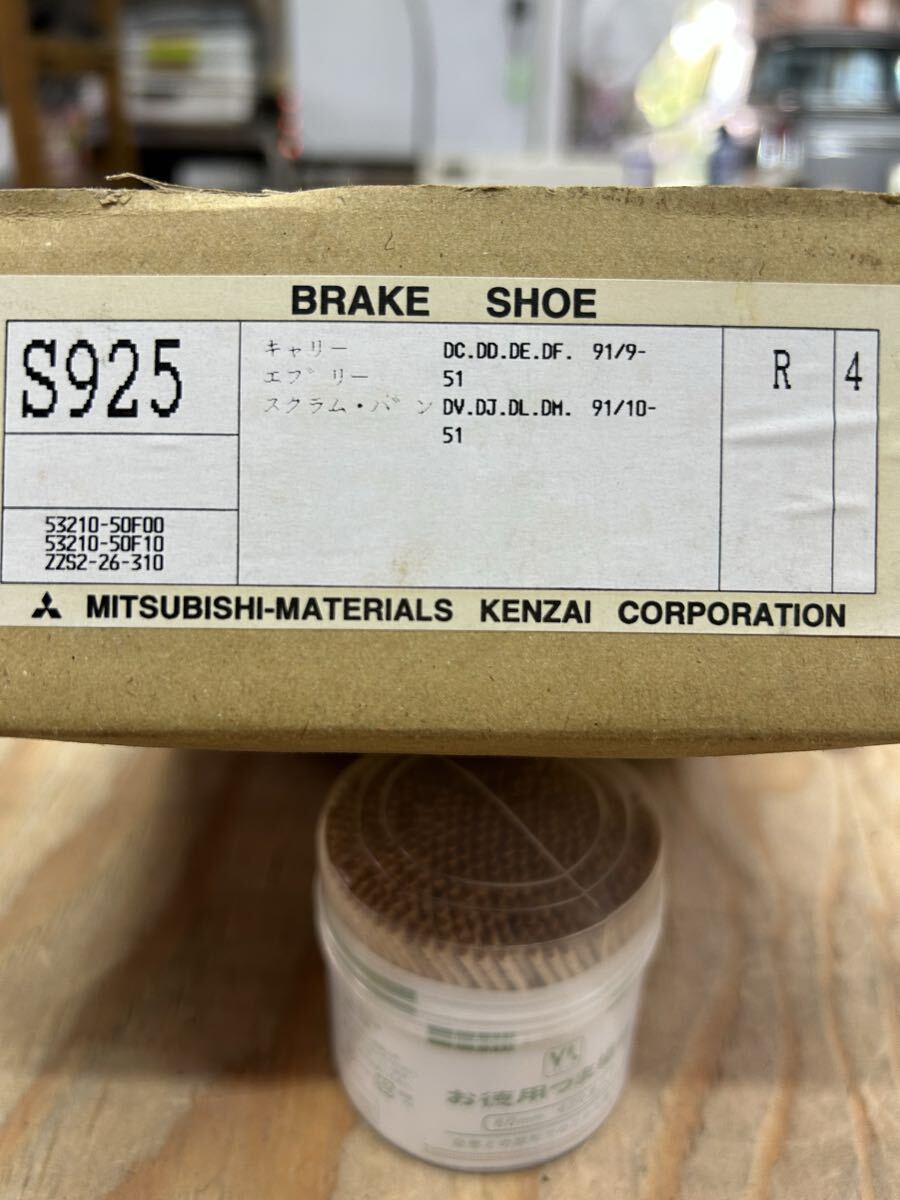 BRAKE SHOE
S925
キャリー DC.DD.DE.DF. 91/9-
エブリー 51
スクラム・バン DV.DJ.DL.DM. 91/10-
51
R
4
53210-50F00
53210-50F10
ZZS2-26-310
MITSUBISHI-MATERIALS KENZAI CORPORATION
お徳用つま